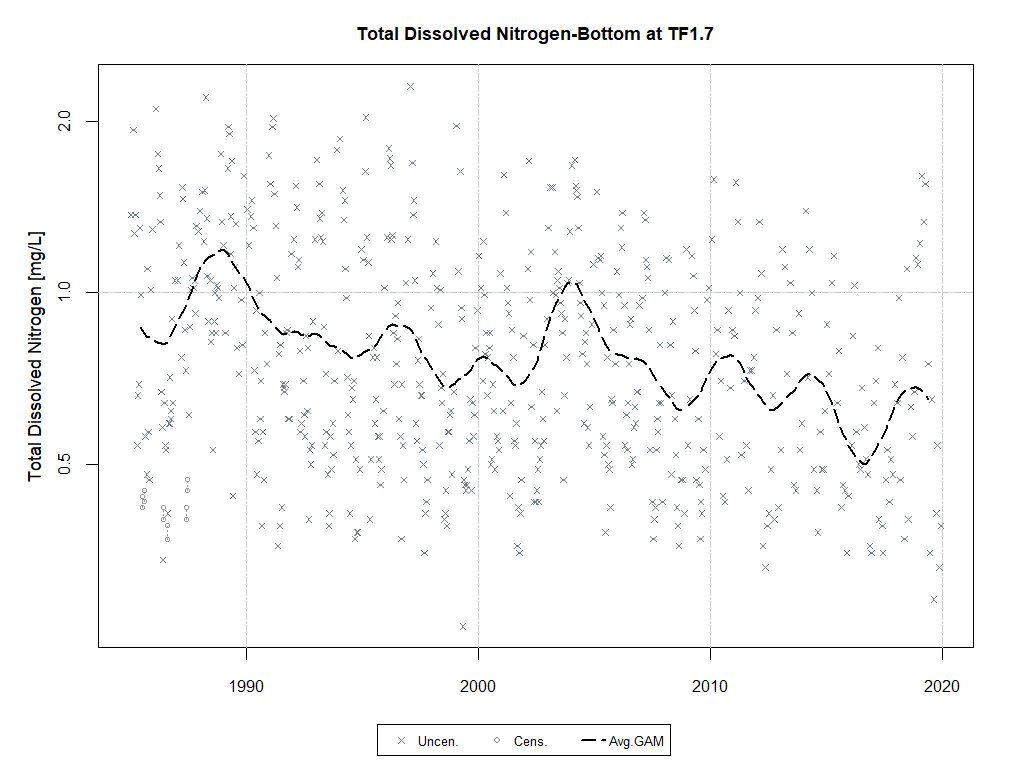 Total Dissolved Nitrogen-Bottom at TF1.7
Total Dissolved Nitrogen [mg/L]
2.0
1.0
0.5
1990 2000 2010 2020
Uncen. Cens. Avg.GAM